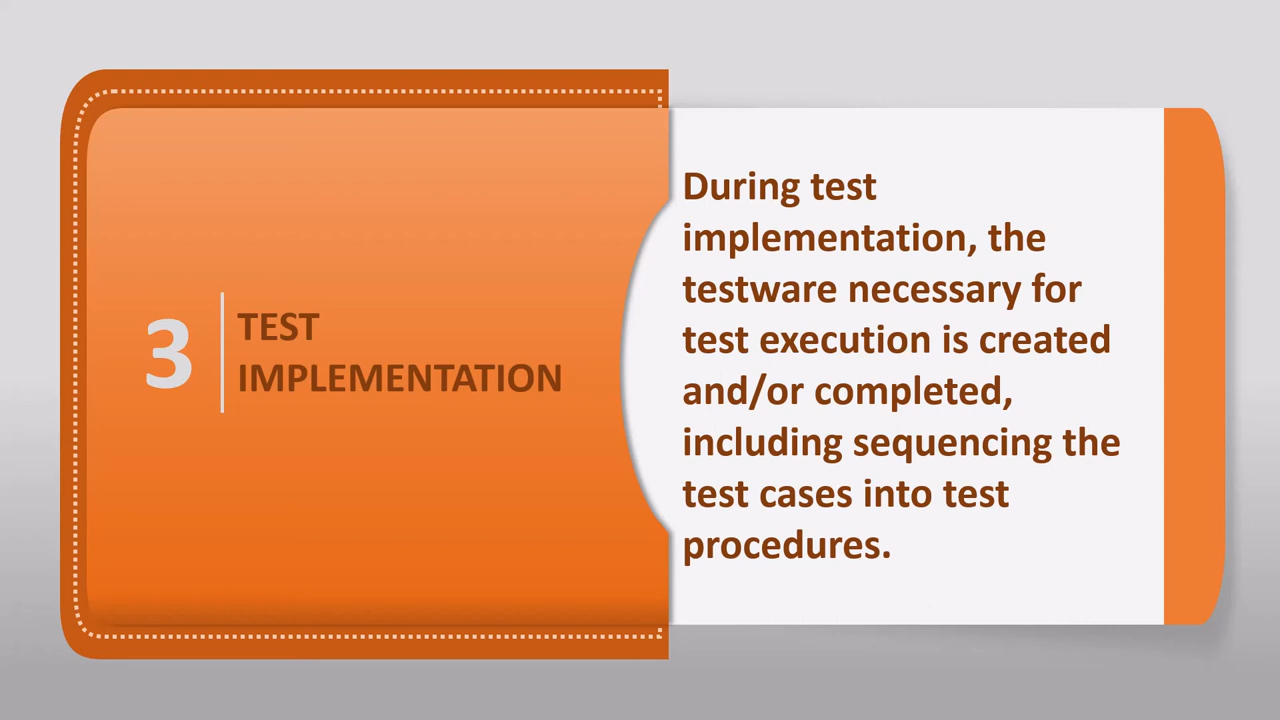 3
TEST
IMPLEMENTATION
During test
implementation, the
testware necessary for
test execution is created
and/or completed,
including sequencing the
test cases into test
procedures.